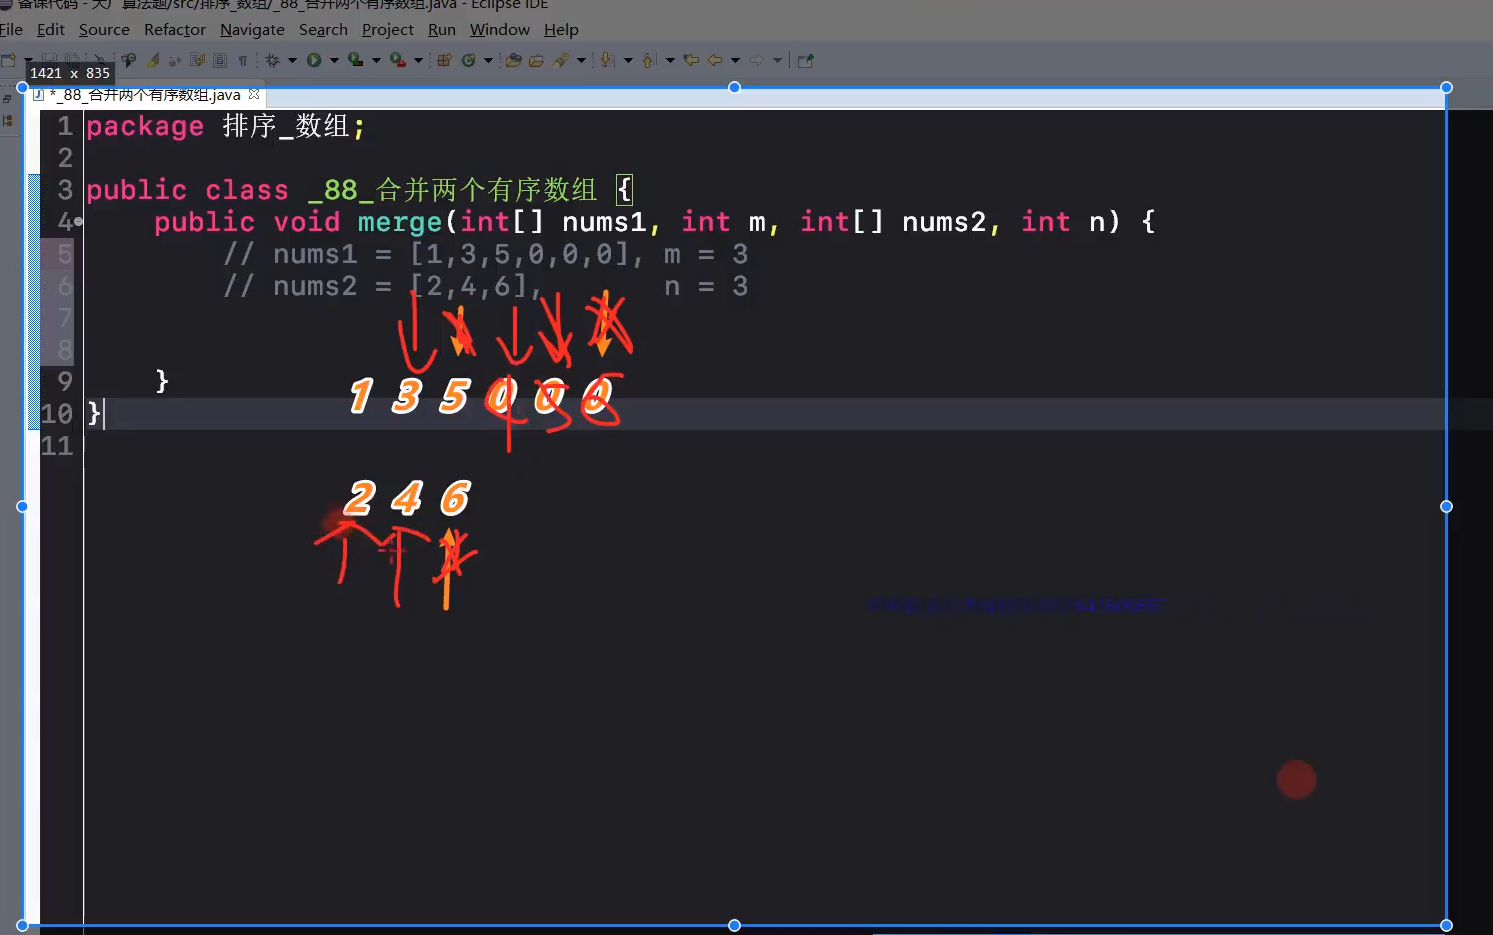 备课代码 - 大厂算法题/src/排序_数组/_88_合并两个有序数组.java - Eclipse IDE
File Edit Source Refactor Navigate Search Project Run Window Help
1421 x 835
*_88_合并两个有序数组.java
1 package 排序_数组;
2
3 public class _88_合并两个有序数组 {
4 public void merge(int[] nums1, int m, int[] nums2, int n) {
5 // nums1 = [1,3,5,0,0,0], m = 3
6 // nums2 = [2,4,6], n = 3
7
8
9 }
10 }
11
1 3 5 0 0 0
4 5 6
2 4 6